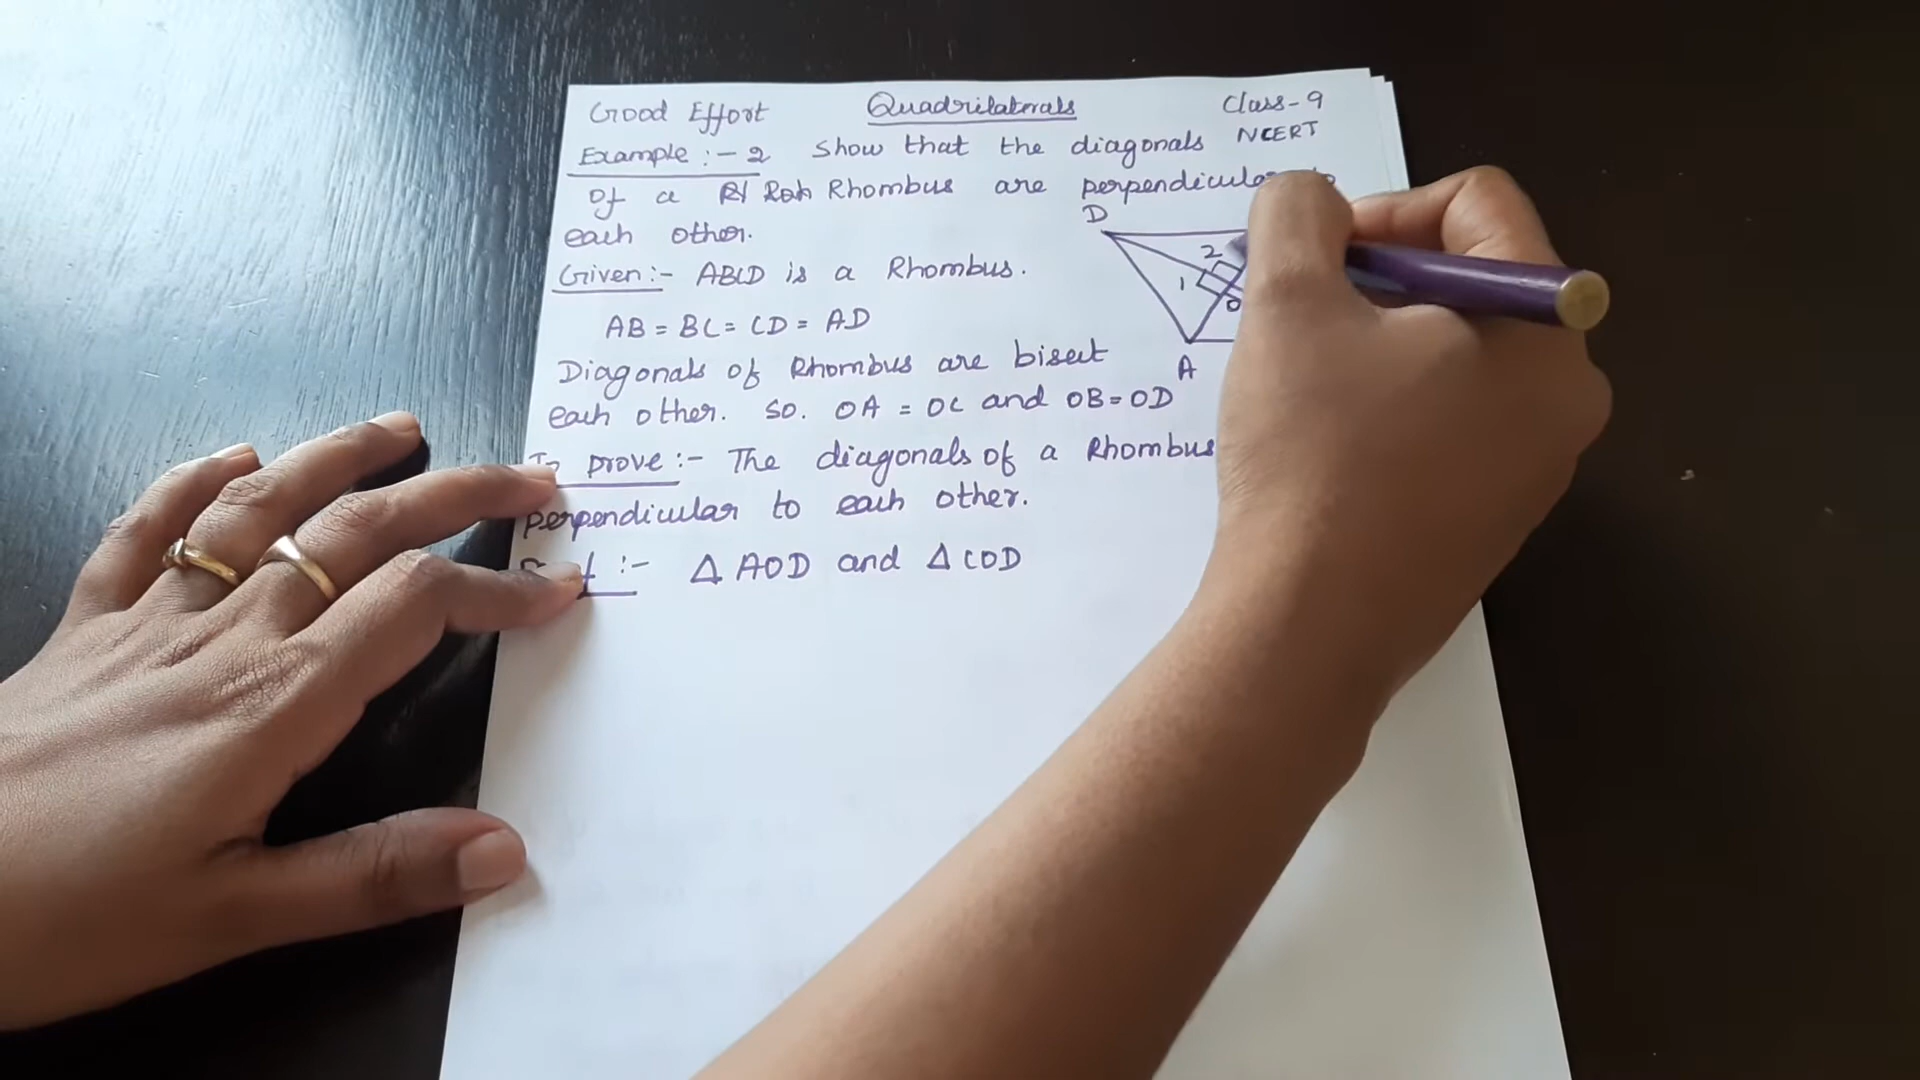 Good Effort Quadrilaterals Class-9
NCERT
Example :- 2 Show that the diagonals
of a Rhombus are perpendicular
each other.
Given :- ABCD is a Rhombus.
AB = BC = CD = AD
Diagonals of Rhombus are bisect
each other. So. OA = OC and OB = OD
To prove :- The diagonals of a Rhombus
perpendicular to each other.
:- Δ AOD and Δ COD
D
2
1
O
A